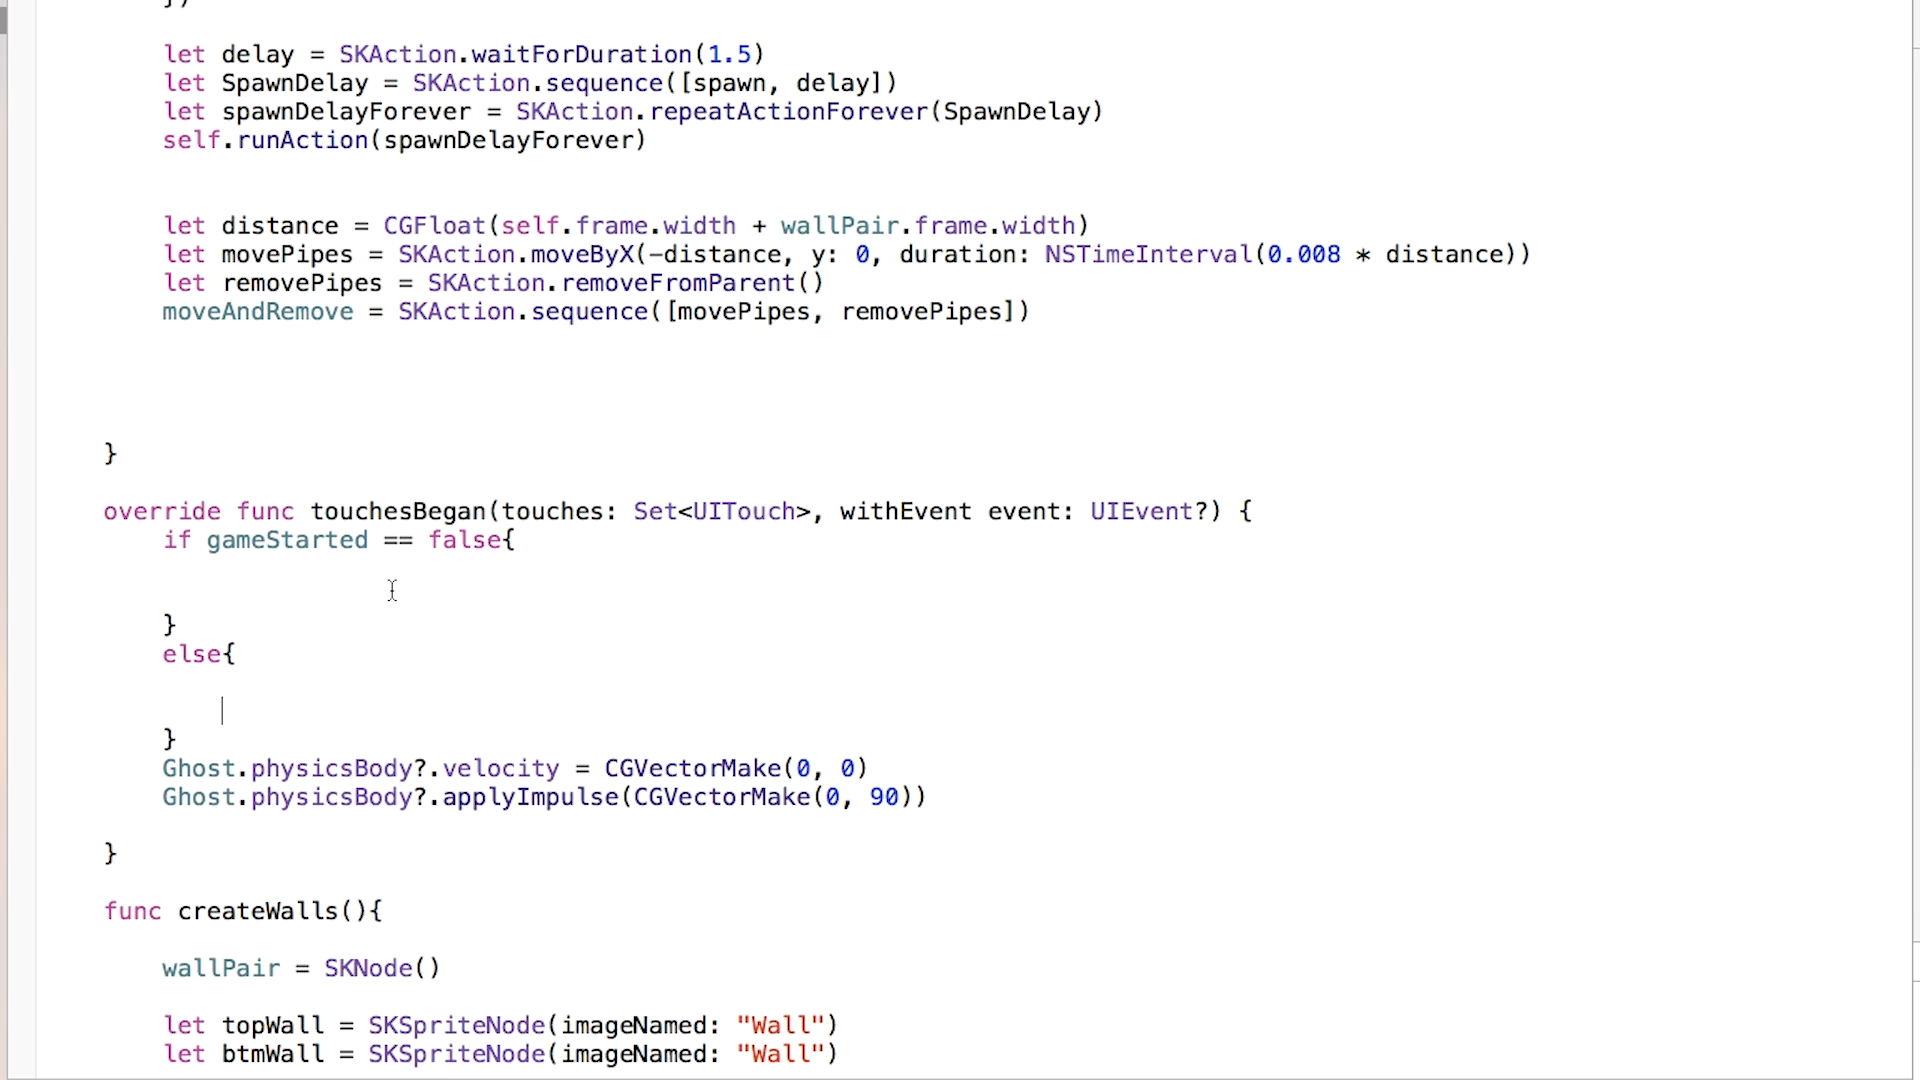 })
let delay = SKAction.waitForDuration(1.5)
let SpawnDelay = SKAction.sequence([spawn, delay])
let spawnDelayForever = SKAction.repeatActionForever(SpawnDelay)
self.runAction(spawnDelayForever)
let distance = CGFloat(self.frame.width + wallPair.frame.width)
let movePipes = SKAction.moveByX(-distance, y: 0, duration: NSTimeInterval(0.008 * distance))
let removePipes = SKAction.removeFromParent()
moveAndRemove = SKAction.sequence([movePipes, removePipes])
}
override func touchesBegan(touches: Set<UITouch>, withEvent event: UIEvent?) {
if gameStarted == false{
}
else{
}
Ghost.physicsBody?.velocity = CGVectorMake(0, 0)
Ghost.physicsBody?.applyImpulse(CGVectorMake(0, 90))
}
func createWalls(){
wallPair = SKNode()
let topWall = SKSpriteNode(imageNamed: "Wall")
let btmWall = SKSpriteNode(imageNamed: "Wall")